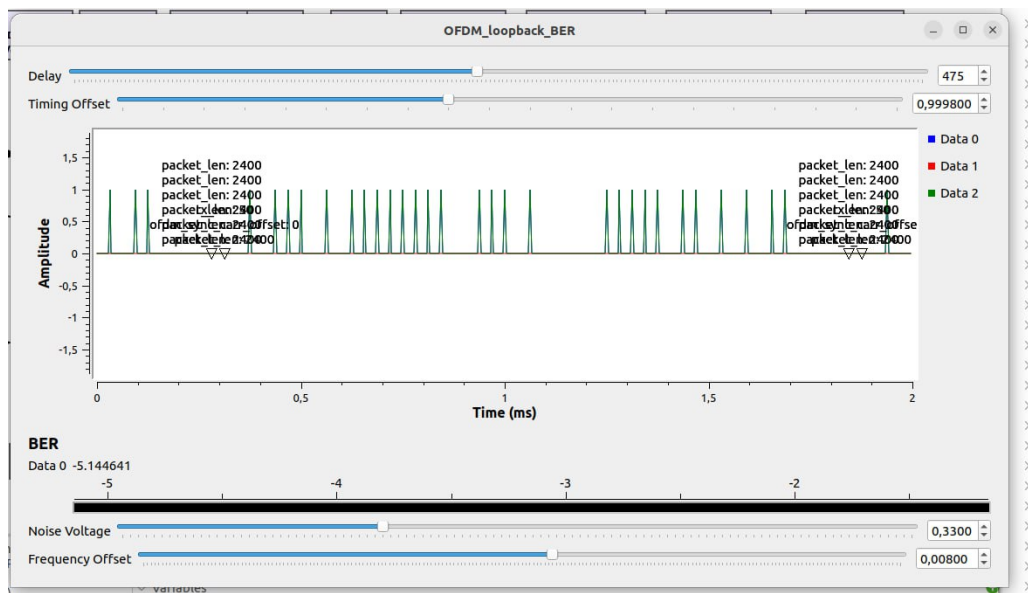 OFDM_loopback_BER
Delay 475
Timing Offset 0,999800
Data 0
Data 1
Data 2
Amplitude
1,5
1
0,5
0
-0,5
-1
-1,5
packet_len: 2400 packet_len: 2400
packet_len: 2400 packet_len: 2400
packet_len: 2400 packet_len: 2400
0 0,5 1 1,5 2
Time (ms)
BER
Data 0 -5.144641
-5 -4 -3 -2
Noise Voltage 0,3300
Frequency Offset 0,00800
Variables